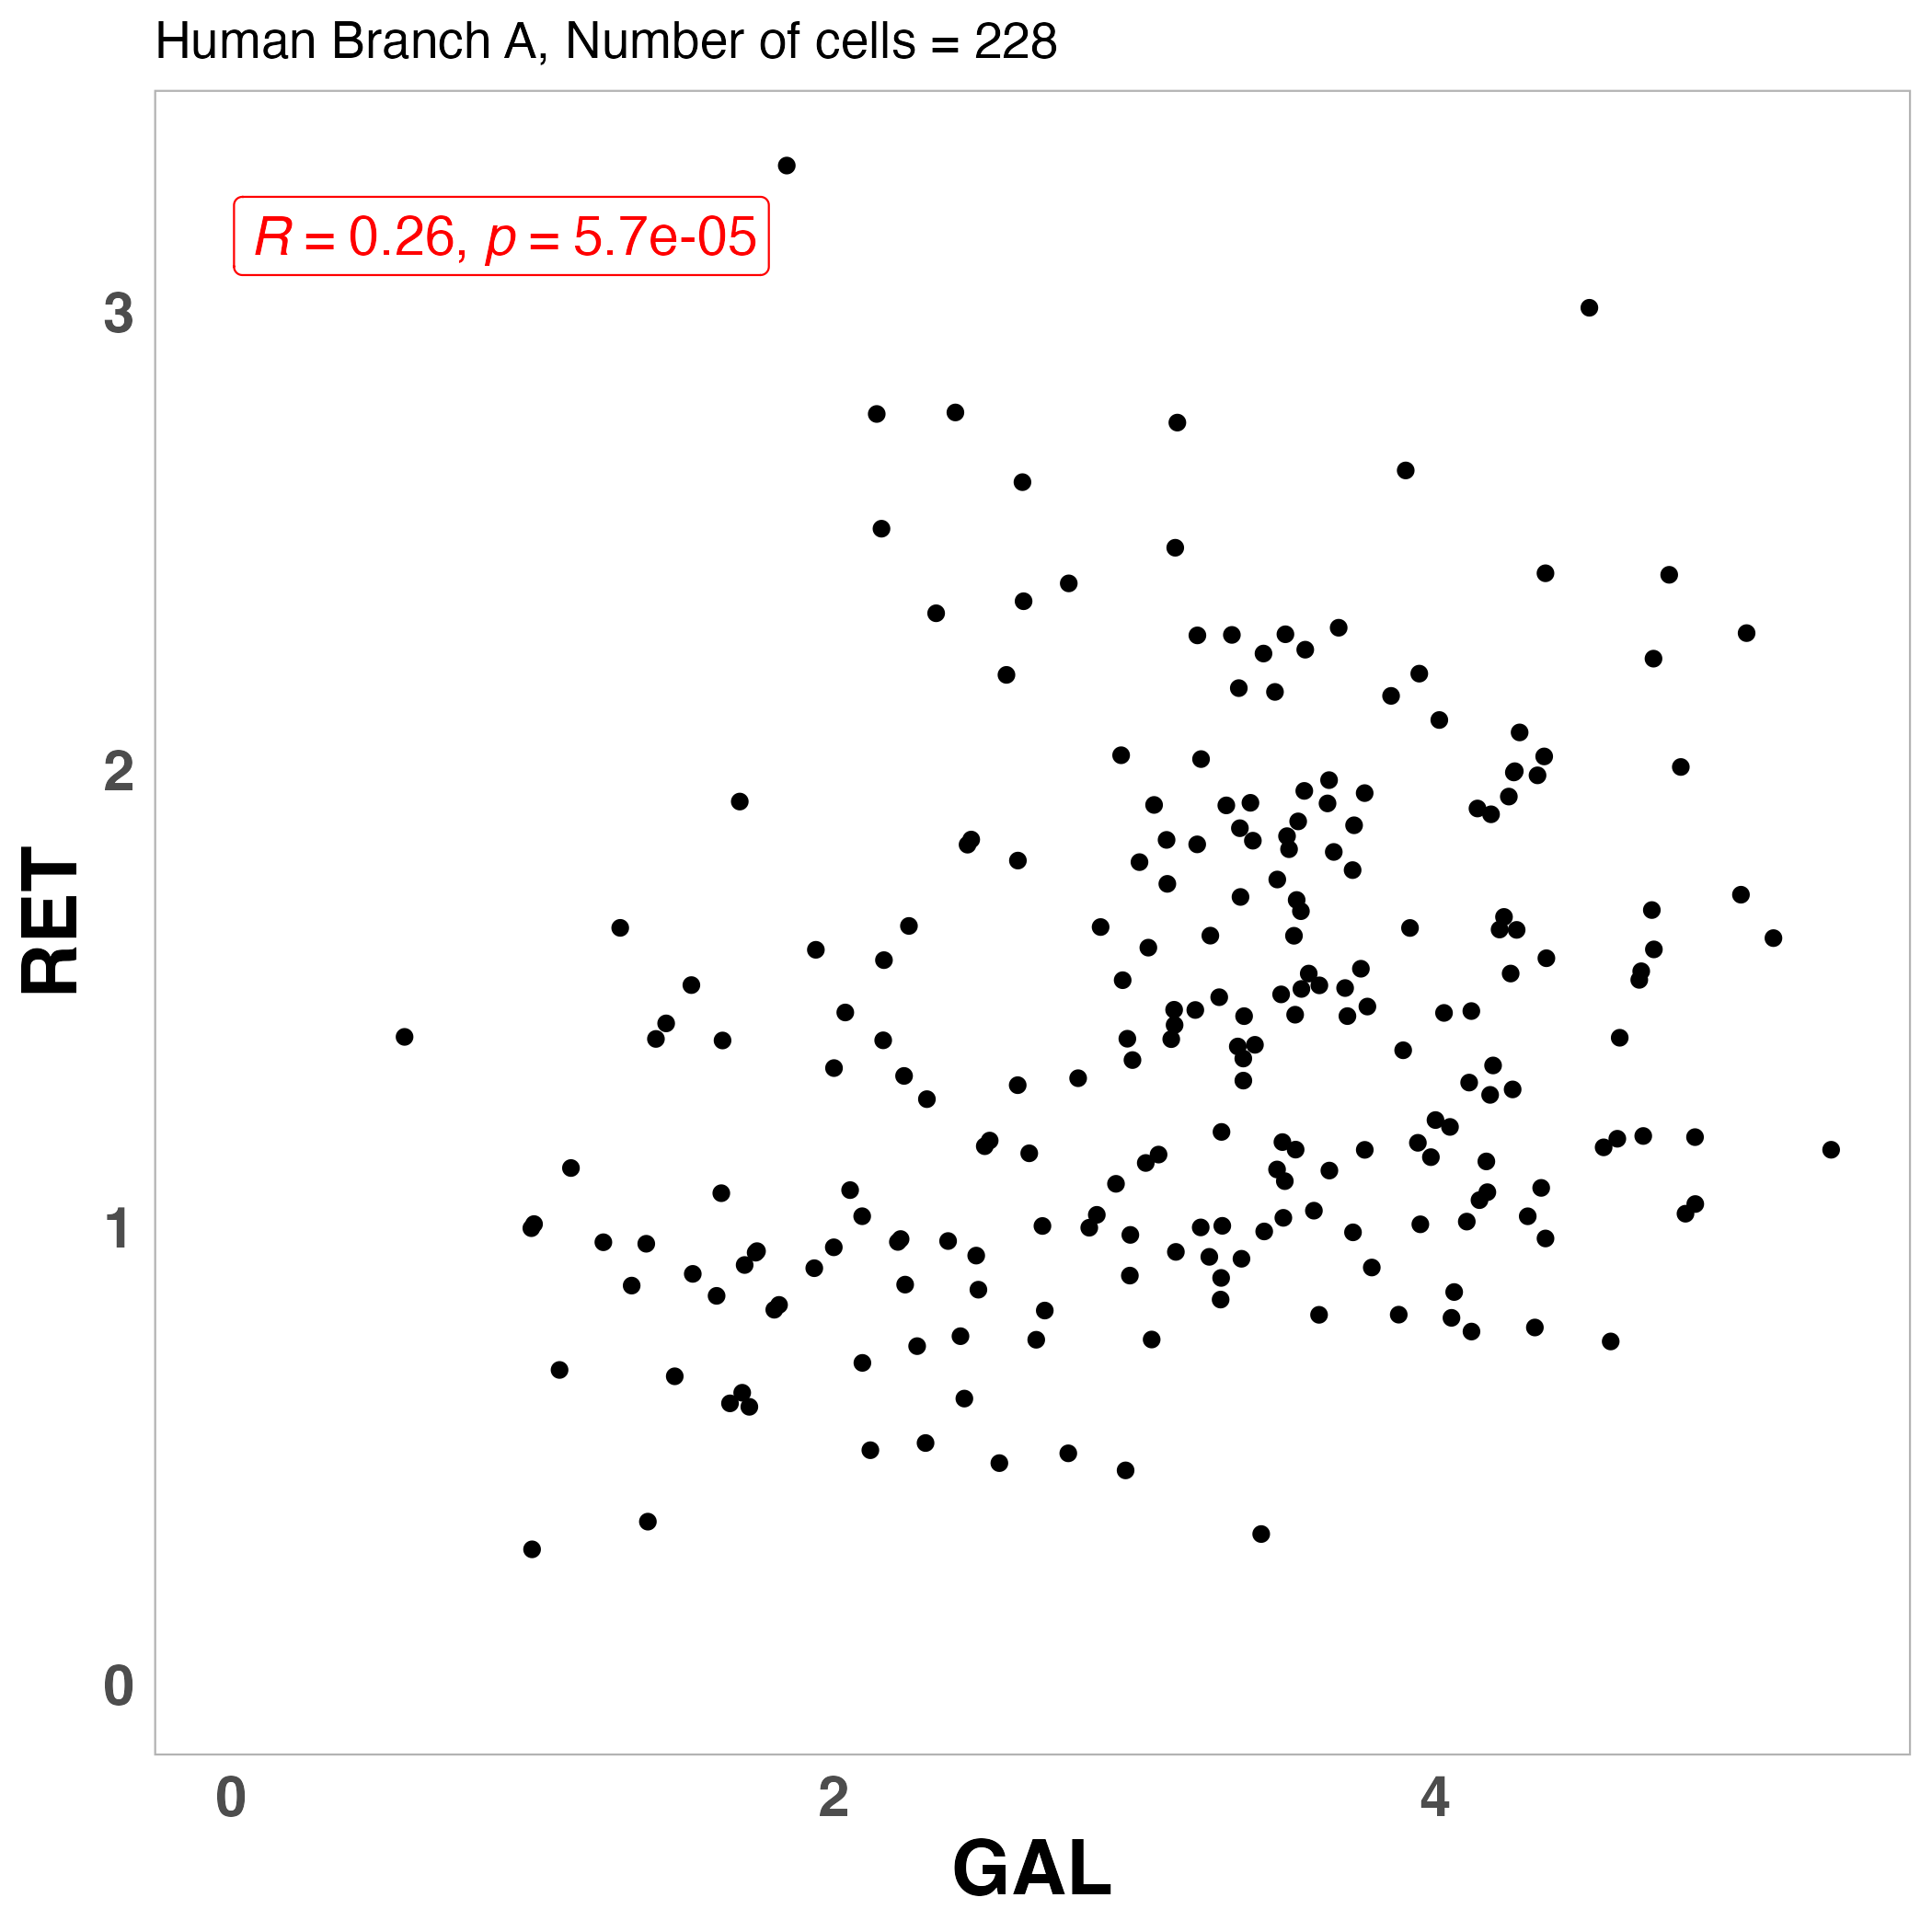 Human Branch A, Number of cells = 228
R = 0.26, p = 5.7e-05
3
2
1
0
RET
0 2 4
GAL